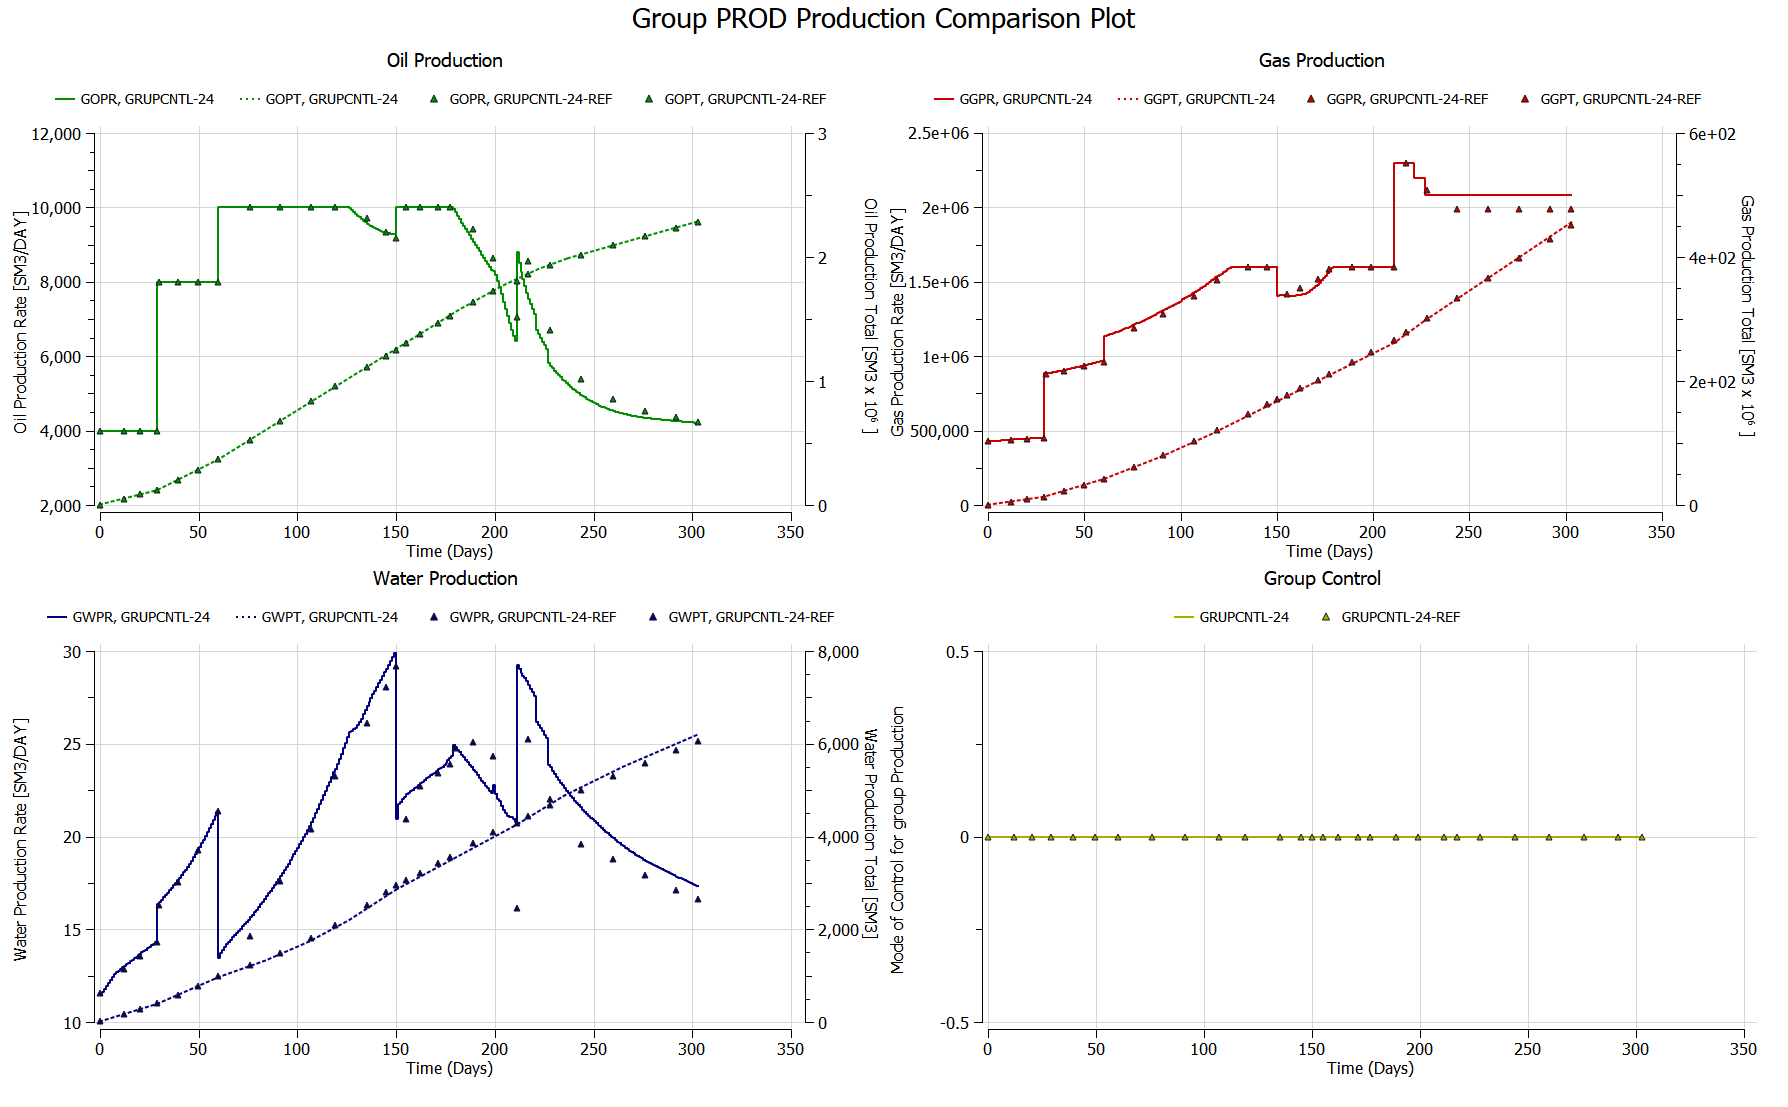 Group PROD Production Comparison Plot
Oil Production
GOPR, GRUPCNTL-24 GOPT, GRUPCNTL-24 GOPR, GRUPCNTL-24-REF GOPT, GRUPCNTL-24-REF
12,000
10,000
8,000
6,000
4,000
2,000
Oil Production Rate [SM3/DAY]
3
2
1
0
Oil Production Total [SM3 x 10⁶ ]
0 50 100 150 200 250 300 350
Time (Days)
Gas Production
GGPR, GRUPCNTL-24 GGPT, GRUPCNTL-24 GGPR, GRUPCNTL-24-REF GGPT, GRUPCNTL-24-REF
2.5e+06
2e+06
1.5e+06
1e+06
500,000
0
Gas Production Rate [SM3/DAY]
6e+02
4e+02
2e+02
0
Gas Production Total [SM3 x 10⁶ ]
0 50 100 150 200 250 300 350
Time (Days)
Water Production
GWPR, GRUPCNTL-24 GWPT, GRUPCNTL-24 GWPR, GRUPCNTL-24-REF GWPT, GRUPCNTL-24-REF
30
25
20
15
10
Water Production Rate [SM3/DAY]
8,000
6,000
4,000
2,000
0
Water Production Total [SM3]
0 50 100 150 200 250 300 350
Time (Days)
Group Control
GRUPCNTL-24 GRUPCNTL-24-REF
0.5
0
-0.5
Mode of Control for group Production
0 50 100 150 200 250 300 350
Time (Days)